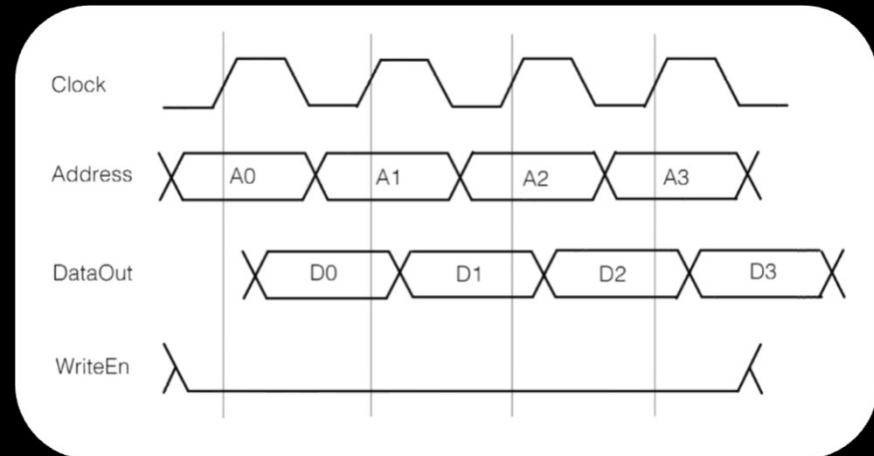 Clock
Address A0 A1 A2 A3
DataOut D0 D1 D2 D3
WriteEn